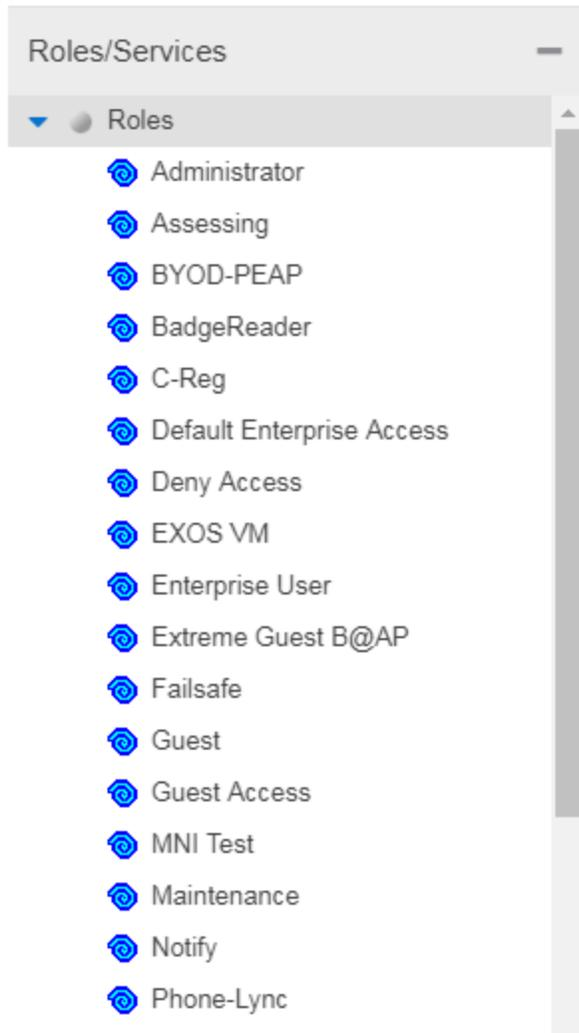 Roles/Services
Roles
Administrator
Assessing
BYOD-PEAP
BadgeReader
C-Reg
Default Enterprise Access
Deny Access
EXOS VM
Enterprise User
Extreme Guest B@AP
Failsafe
Guest
Guest Access
MNI Test
Maintenance
Notify
Phone-Lync